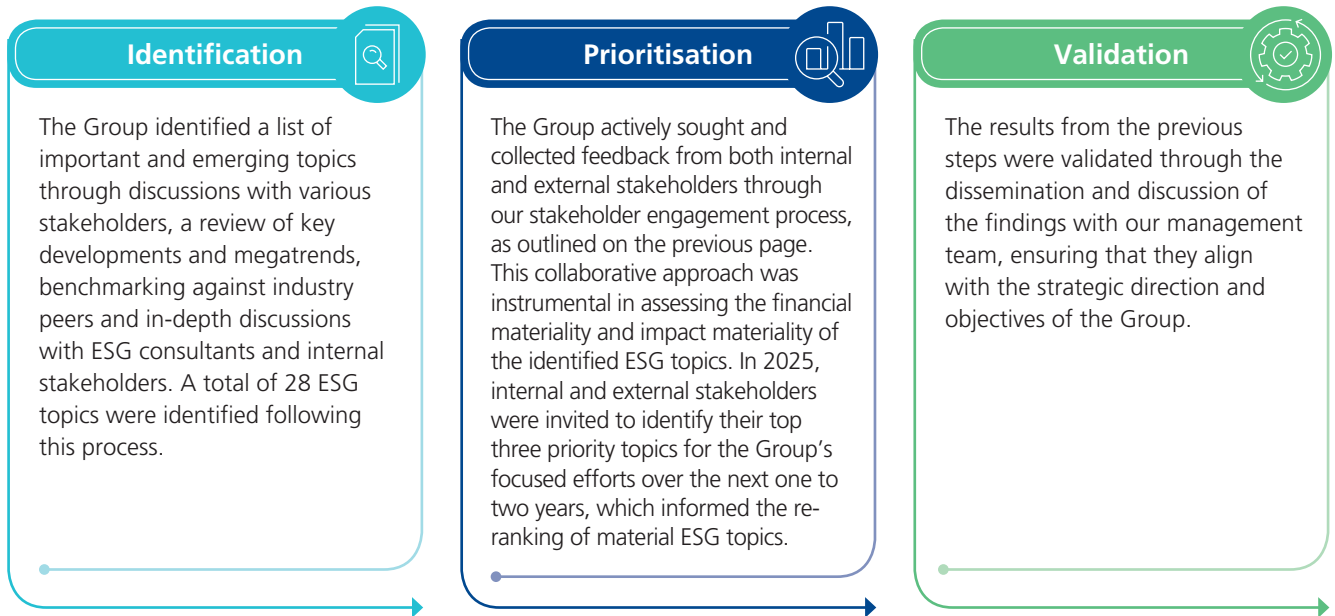 Identification
The Group identified a list of
important and emerging topics
through discussions with various
stakeholders, a review of key
developments and megatrends,
benchmarking against industry
peers and in-depth discussions
with ESG consultants and internal
stakeholders. A total of 28 ESG
topics were identified following
this process.
Prioritisation
The Group actively sought and
collected feedback from both internal
and external stakeholders through
our stakeholder engagement process,
as outlined on the previous page.
This collaborative approach was
instrumental in assessing the financial
materiality and impact materiality of
the identified ESG topics. In 2025,
internal and external stakeholders
were invited to identify their top
three priority topics for the Group's
focused efforts over the next one to
two years, which informed the re-
ranking of material ESG topics.
Validation
The results from the previous
steps were validated through the
dissemination and discussion of
the findings with our management
team, ensuring that they align
with the strategic direction and
objectives of the Group.